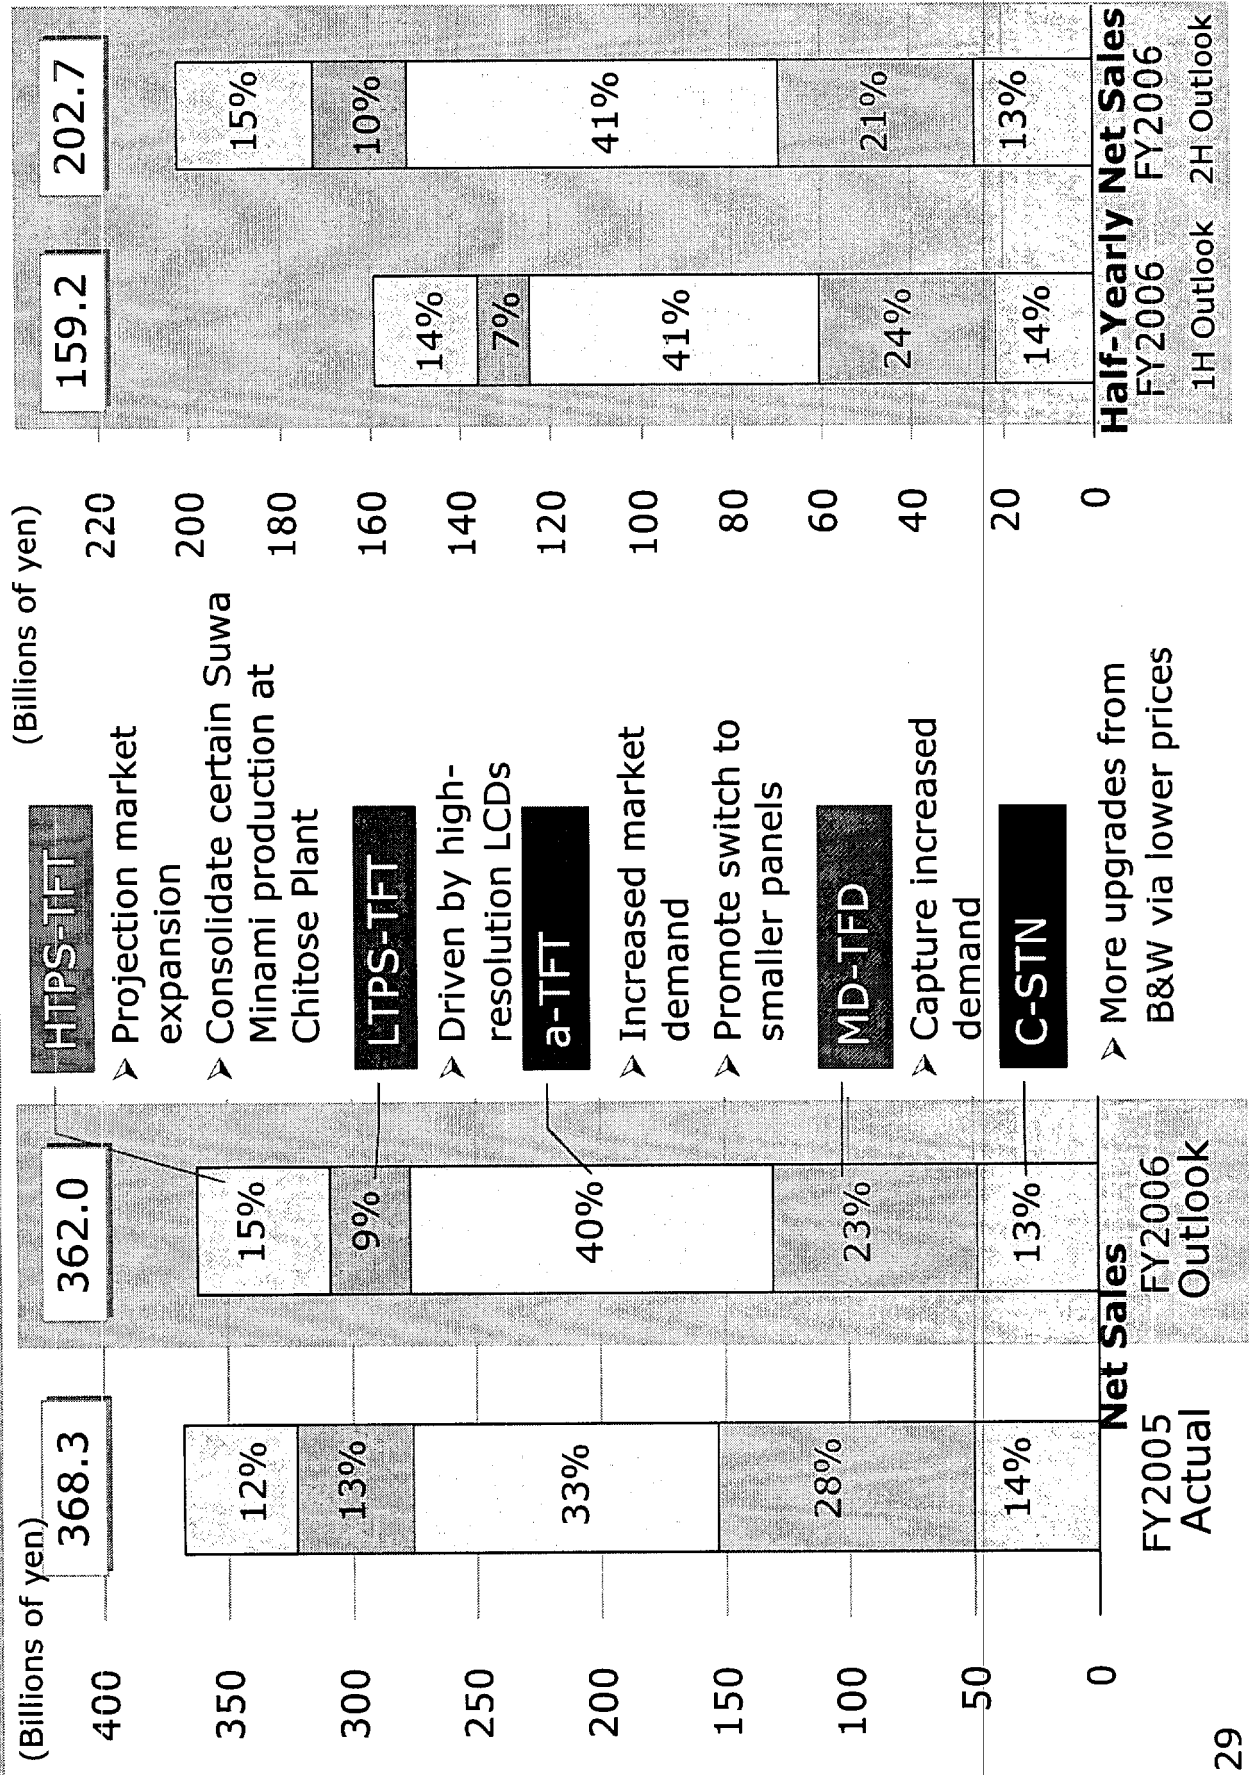 (Billions of yen)
400
350
300
250
200
150
100
50
0
368.3
12%
13%
33%
28%
14%
FY2005
Actual
362.0
15%
9%
40%
23%
13%
FY2006
Outlook
Net Sales
HTPS-TFT
➢ Projection market
expansion
➢ Consolidate certain Suwa
Minami production at
Chitose Plant
LTPS-TFT
➢ Driven by high-
resolution LCDs
a-TFT
➢ Increased market
demand
➢ Promote switch to
smaller panels
MD-TFD
➢ Capture increased
demand
C-STN
➢ More upgrades from
B&W via lower prices
(Billions of yen)
220
200
180
160
140
120
100
80
60
40
20
0
159.2
14%
7%
41%
24%
14%
FY2006
1H Outlook
202.7
15%
10%
41%
21%
13%
FY2006
2H Outlook
Half-Yearly Net Sales
29